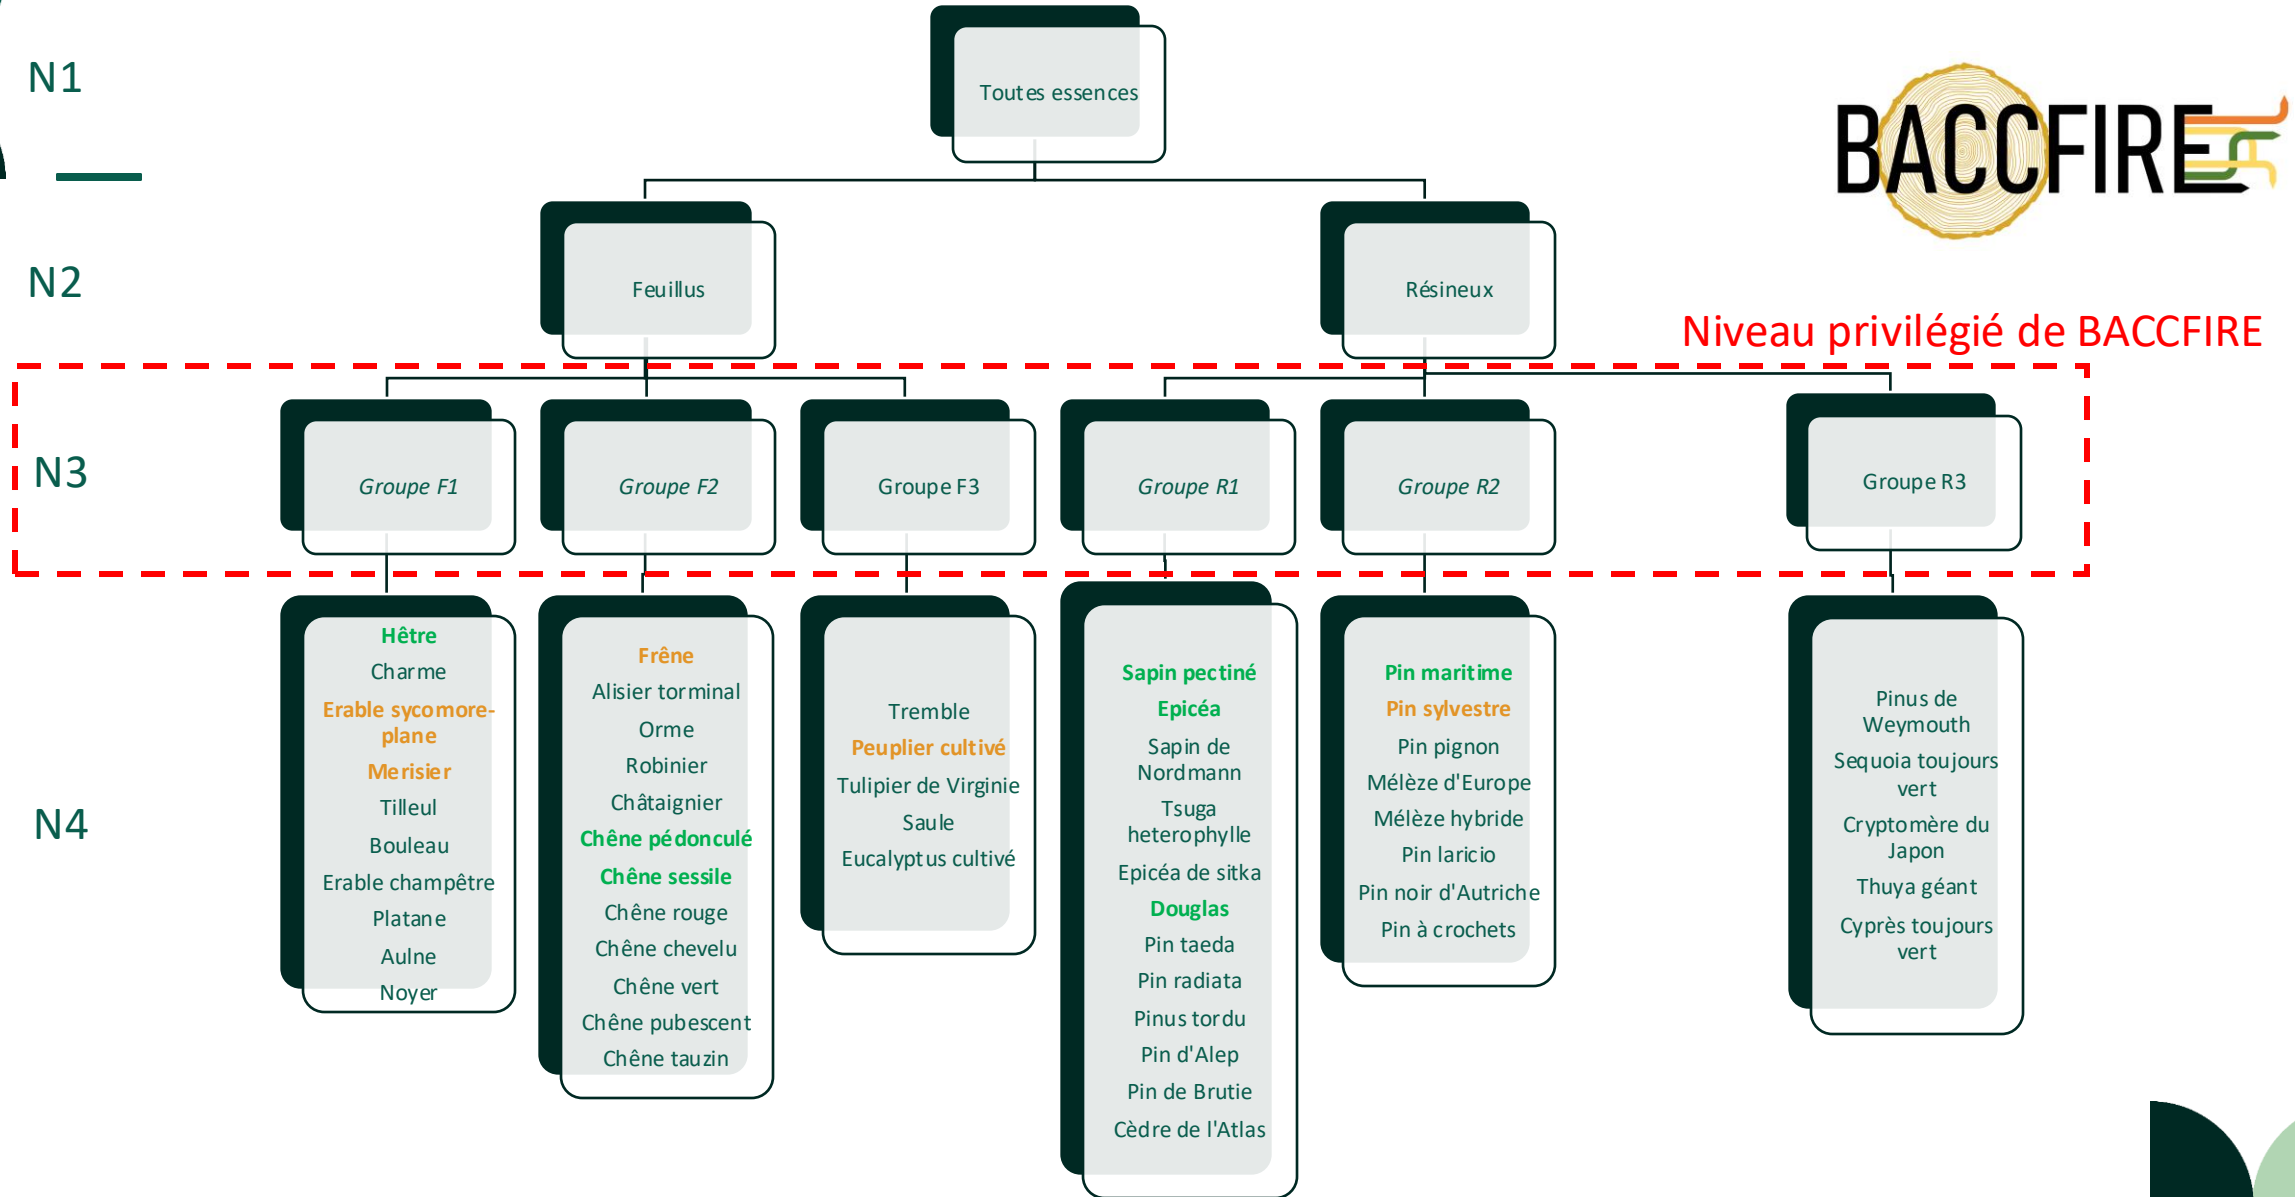 N1
Toutes essences
BACCFIRE
N2
Feuillus
Résineux
Niveau privilégié de BACCFIRE
N3
Groupe F1
Groupe F2
Groupe F3
Groupe R1
Groupe R2
Groupe R3
N4
Hêtre
Charme
Erable sycomore-
plane
Merisier
Tilleul
Bouleau
Erable champêtre
Platane
Aulne
Noyer
Frêne
Alisier torminal
Orme
Robinier
Châtaignier
Chêne pédonculé
Chêne sessile
Chêne rouge
Chêne chevelu
Chêne vert
Chêne pubescent
Chêne tauzin
Tremble
Peuplier cultivé
Tulipier de Virginie
Saule
Eucalyptus cultivé
Sapin pectiné
Epicéa
Sapin de
Nordmann
Tsuga
heterophylle
Epicéa de sitka
Douglas
Pin taeda
Pin radiata
Pinus tordu
Pin d'Alep
Pin de Brutie
Cèdre de l'Atlas
Pin maritime
Pin sylvestre
Pin pignon
Mélèze d'Europe
Mélèze hybride
Pin laricio
Pin noir d'Autriche
Pin à crochets
Pinus de
Weymouth
Sequoia toujours
vert
Cryptomère du
Japon
Thuya géant
Cyprès toujours
vert